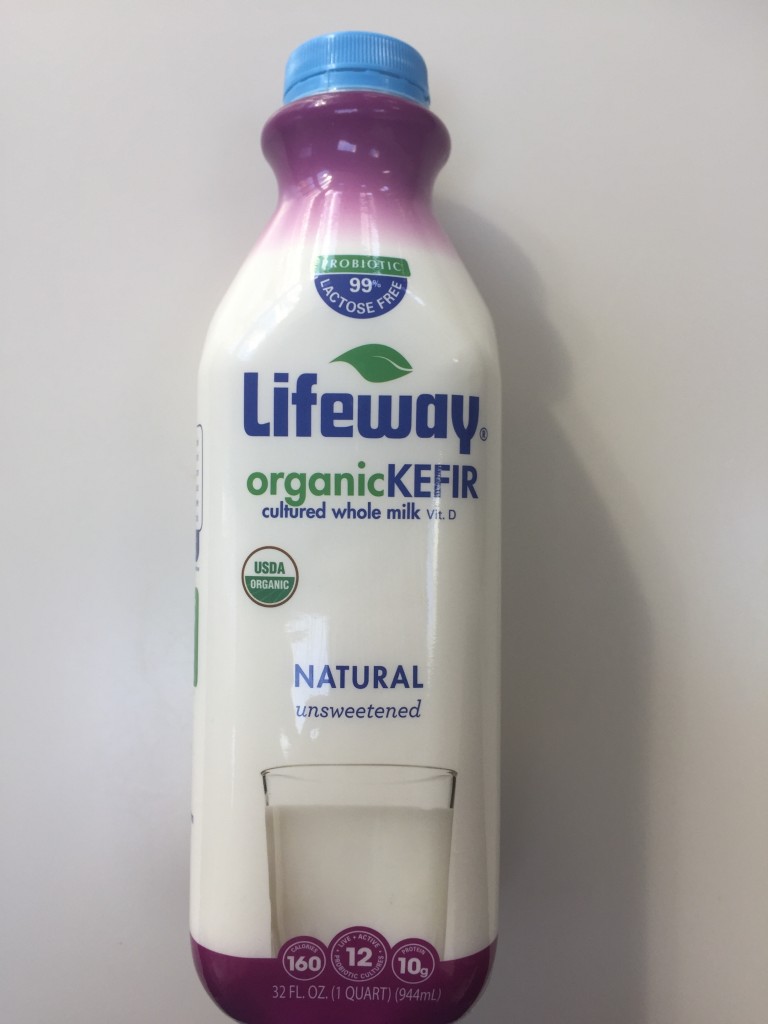 PROBIOTIC
99%
LACTOSE FREE
Lifeway®
organicKEFIR
cultured whole milk Vit. D
USDA
ORGANIC
NATURAL
unsweetened
CALORIES
160
LIVE + ACTIVE
12
PROBIOTIC CULTURES
PROTEIN
10g
32 FL. OZ. (1 QUART) (944mL)